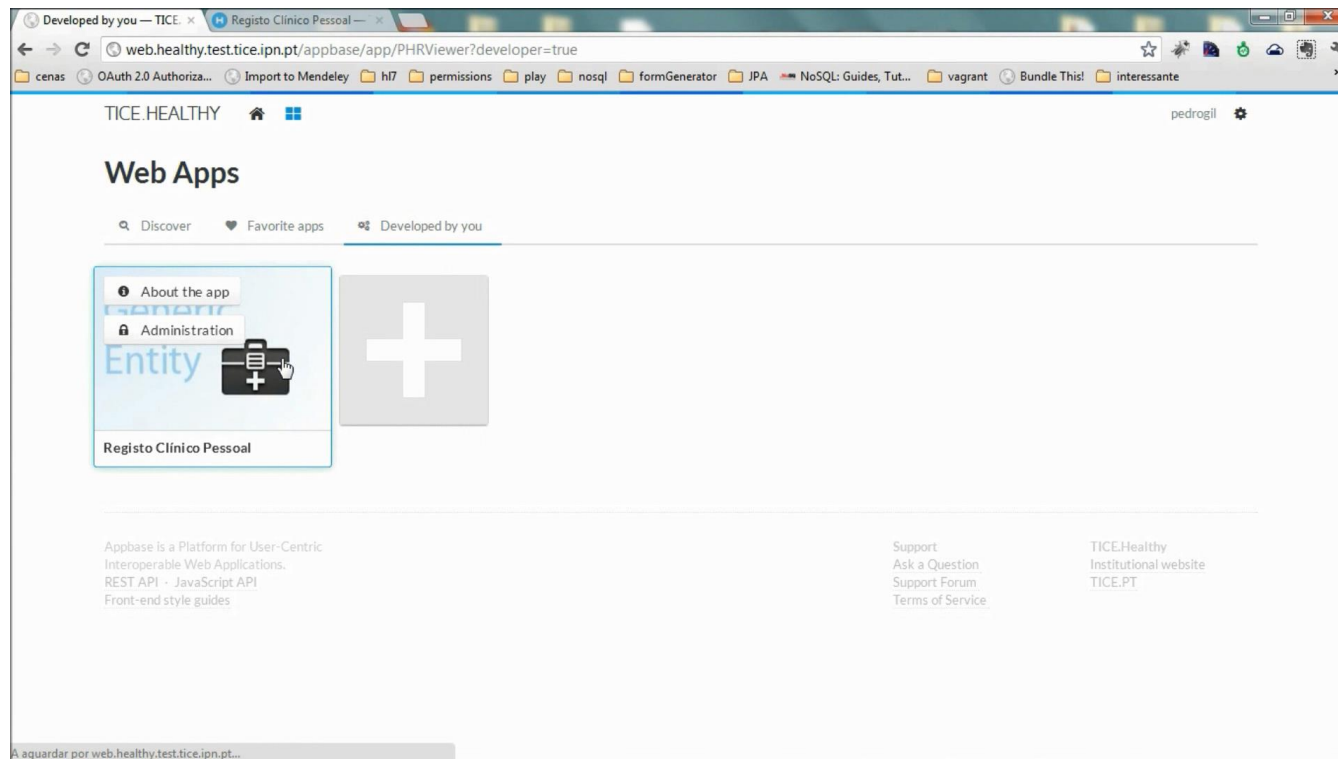 Developed by you — TICE.
Registo Clínico Pessoal —
web.healthy.test.tice.ipn.pt/appbase/app/PHRViewer?developer=true
cenas OAuth 2.0 Authoriza... Import to Mendeley hl7 permissions play nosql formGenerator JPA NoSQL: Guides, Tut... vagrant Bundle This! interessante
TICE.HEALTHY
pedrogil
Web Apps
Discover Favorite apps Developed by you
About the app
Generic
Administration
Entity
Registo Clínico Pessoal
Appbase is a Platform for User-Centric
Interoperable Web Applications.
REST API - JavaScript API
Front-end style guides
Support
Ask a Question
Support Forum
Terms of Service
TICE.Healthy
Institutional website
TICE.PT
A aguardar por web.healthy.test.tice.ipn.pt...